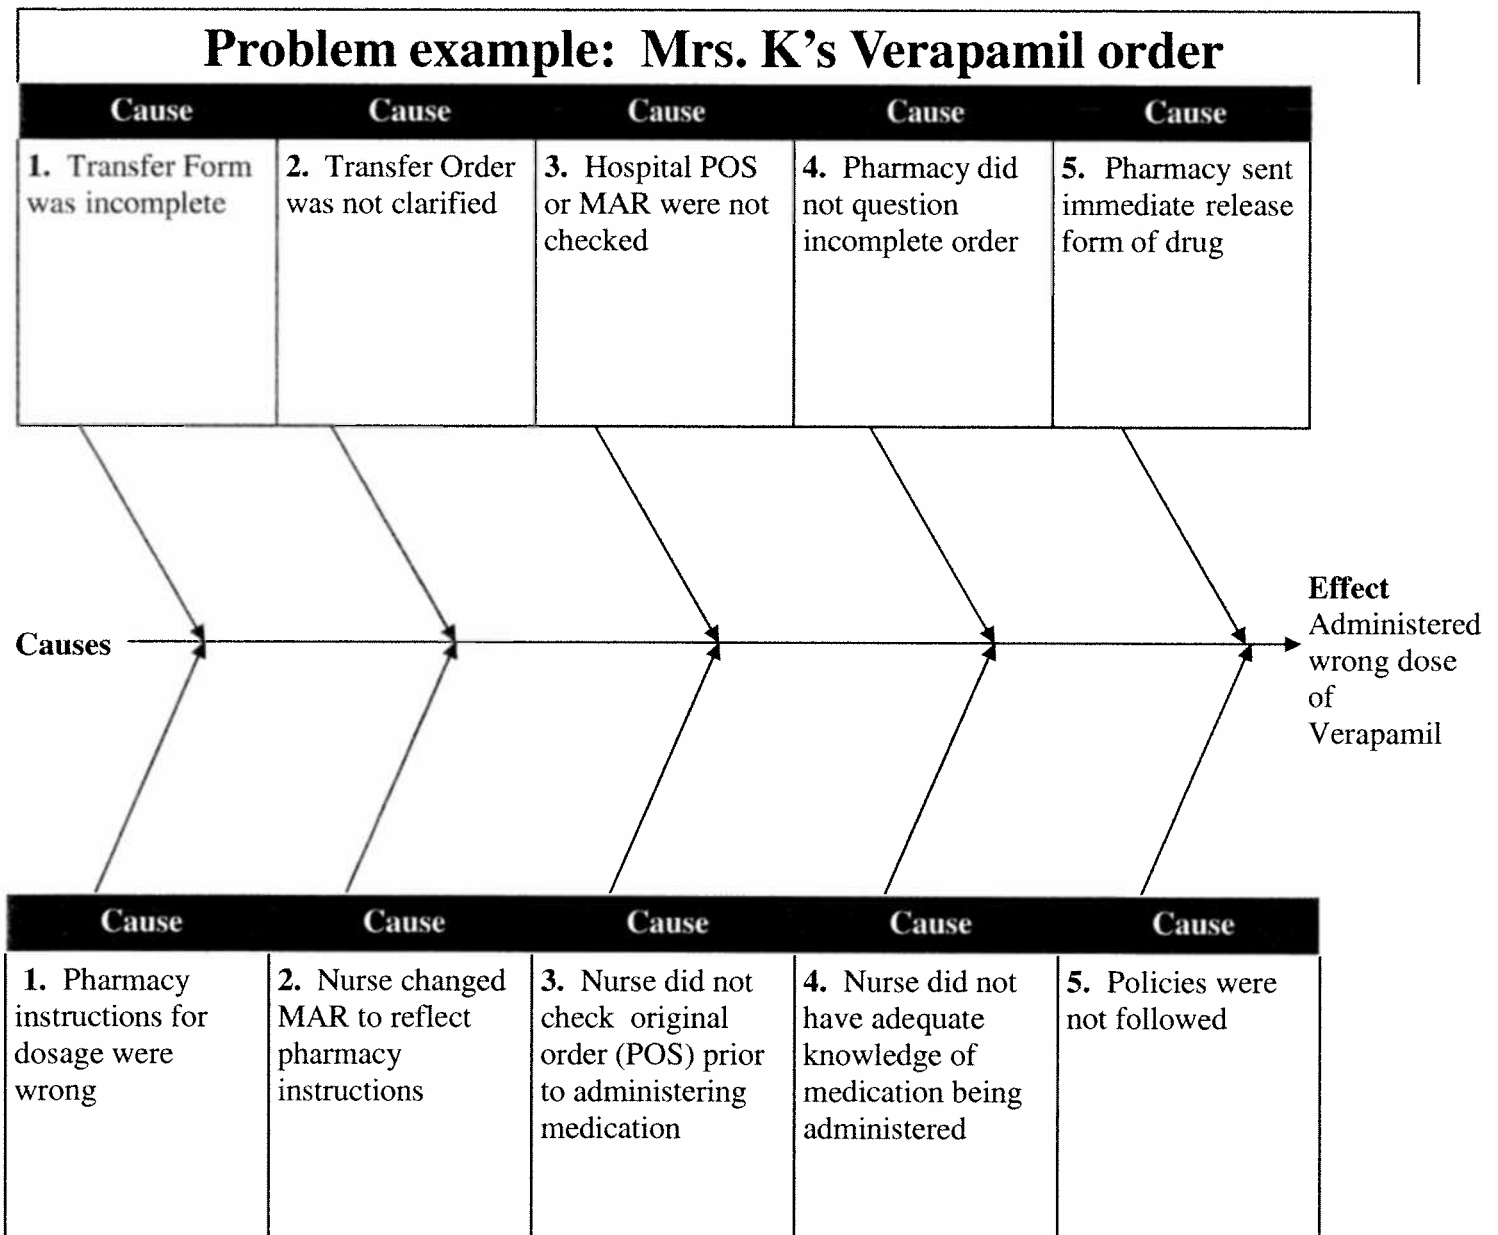 Problem example: Mrs. K's Verapamil order
Cause Cause Cause Cause Cause
1. Transfer Form
was incomplete
2. Transfer Order
was not clarified
3. Hospital POS
or MAR were not
checked
4. Pharmacy did
not question
incomplete order
5. Pharmacy sent
immediate release
form of drug
Causes
Effect
Administered
wrong dose
of
Verapamil
Cause Cause Cause Cause Cause
1. Pharmacy
instructions for
dosage were
wrong
2. Nurse changed
MAR to reflect
pharmacy
instructions
3. Nurse did not
check original
order (POS) prior
to administering
medication
4. Nurse did not
have adequate
knowledge of
medication being
administered
5. Policies were
not followed